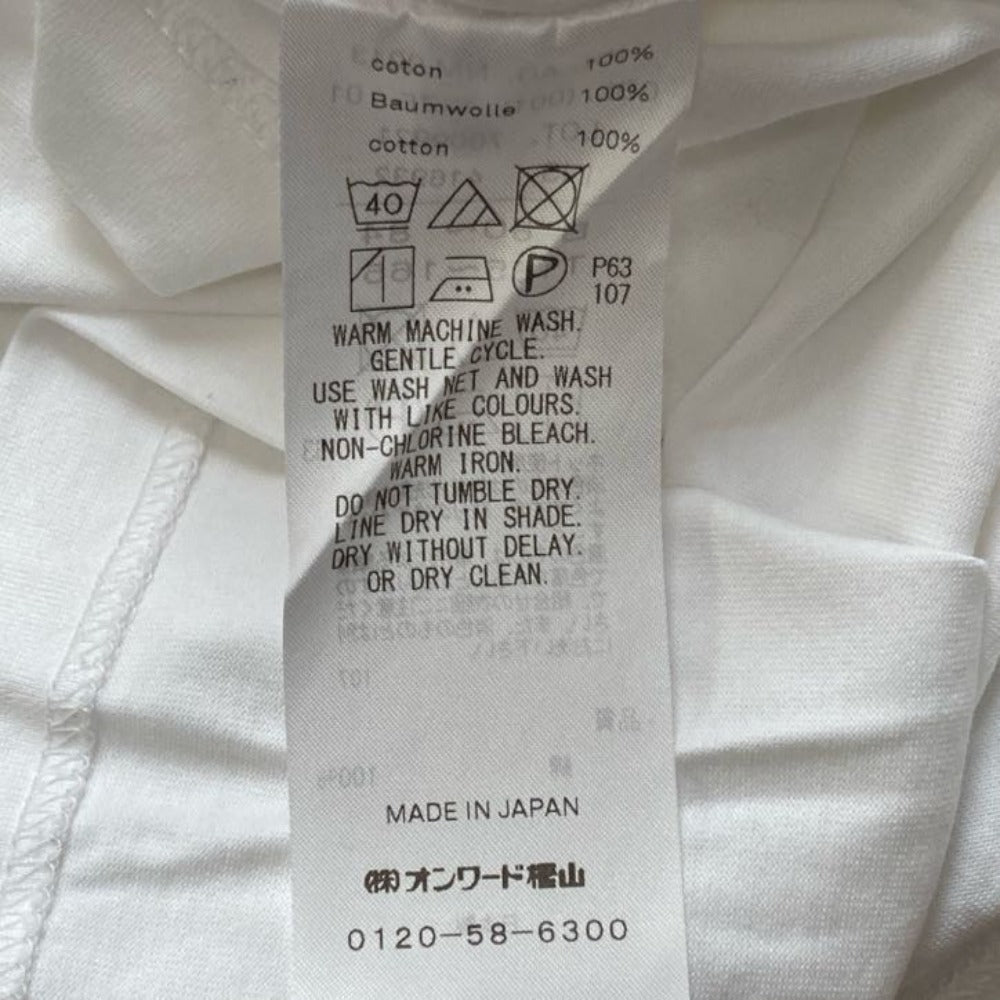 coton 100%
Baumwolle 100%
cotton 100%
40
P P63
107
WARM MACHINE WASH.
GENTLE CYCLE.
USE WASH NET AND WASH
WITH LIKE COLOURS.
NON-CHLORINE BLEACH.
WARM IRON.
DO NOT TUMBLE DRY.
LINE DRY IN SHADE.
DRY WITHOUT DELAY.
OR DRY CLEAN.
MADE IN JAPAN
㈱オンワード樫山
0120-58-6300